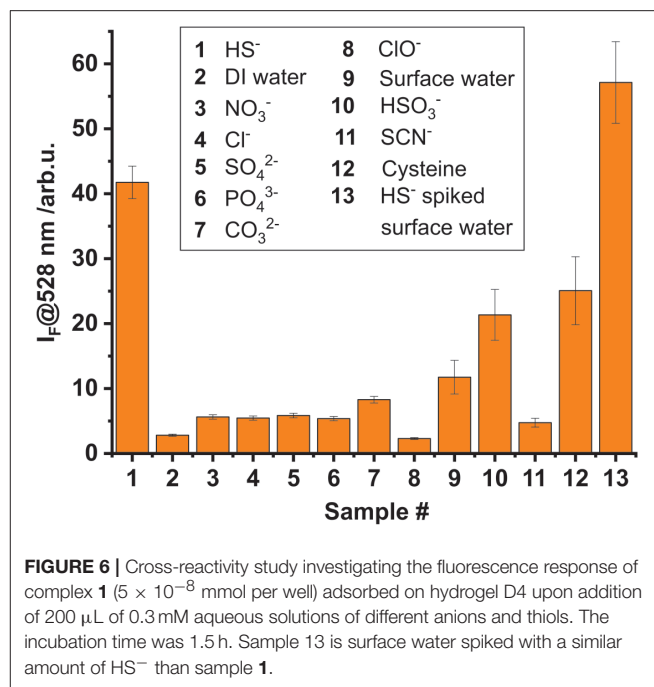 60
50
40
30
20
10
0
I_F@528 nm /arb.u.
1 HS⁻
2 DI water
3 NO₃⁻
4 Cl⁻
5 SO₄²⁻
6 PO₄³⁻
7 CO₃²⁻
8 ClO⁻
9 Surface water
10 HSO₃⁻
11 SCN⁻
12 Cysteine
13 HS⁻ spiked
surface water
1 2 3 4 5 6 7 8 9 10 11 12 13
Sample #
FIGURE 6 | Cross-reactivity study investigating the fluorescence response of
complex 1 (5 × 10⁻⁸ mmol per well) adsorbed on hydrogel D4 upon addition
of 200 μL of 0.3 mM aqueous solutions of different anions and thiols. The
incubation time was 1.5 h. Sample 13 is surface water spiked with a similar
amount of HS− than sample 1.